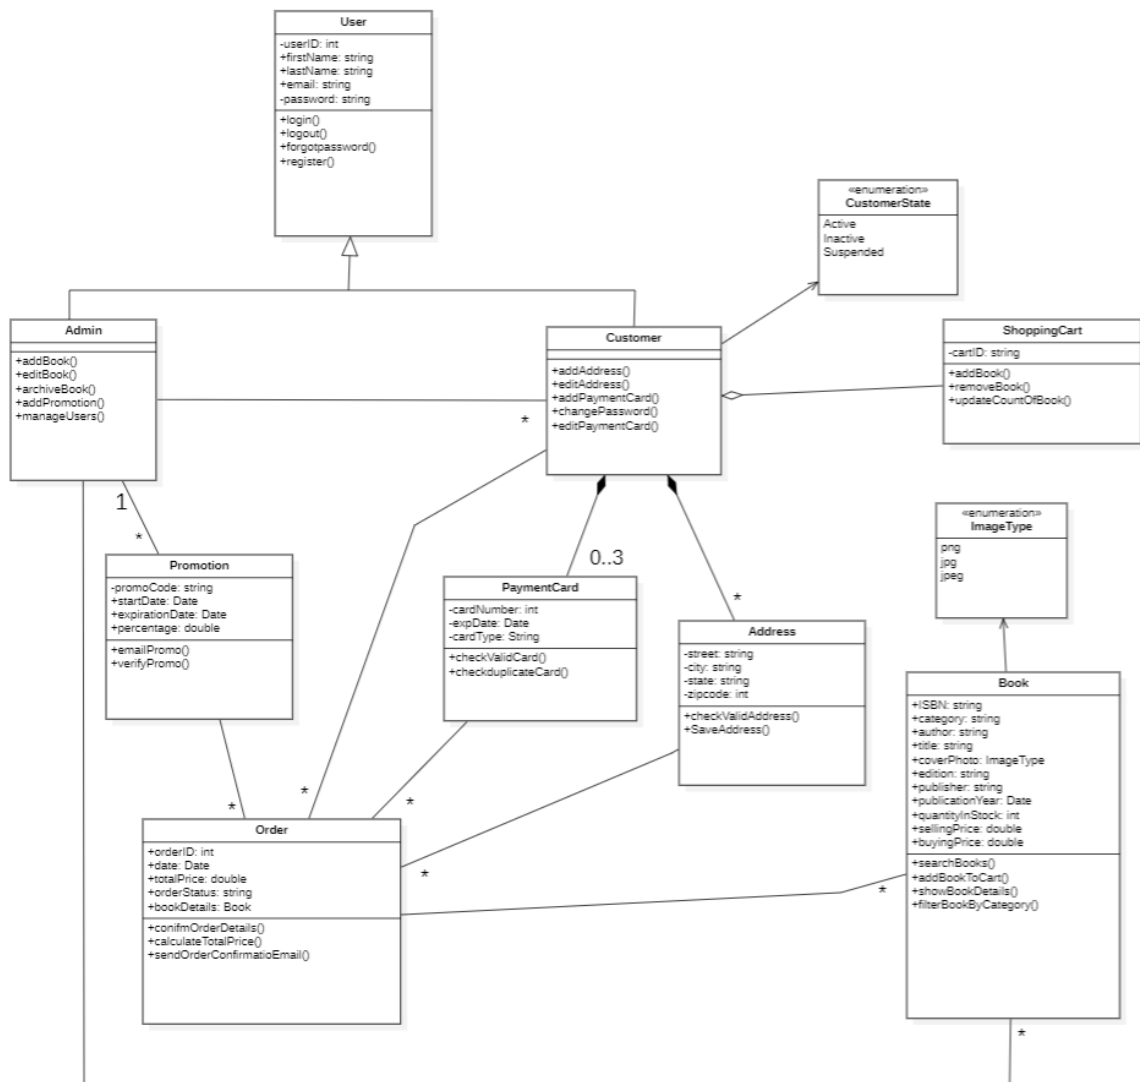 User
-userID: int
+firstName: string
+lastName: string
+email: string
-password: string
+login()
+logout()
+forgotpassword()
+register()
«enumeration»
CustomerState
Active
Inactive
Suspended
Admin
+addBook()
+editBook()
+archiveBook()
+addPromotion()
+manageUsers()
Customer
+addAddress()
+editAddress()
+addPaymentCard()
+changePassword()
+editPaymentCard()
*
ShoppingCart
-cartID: string
+addBook()
+removeBook()
+updateCountOfBook()
1
*
Promotion
-promoCode: string
+startDate: Date
+expirationDate: Date
+percentage: double
+emailPromo()
+verifyPromo()
0..3
PaymentCard
-cardNumber: int
-expDate: Date
-cardType: String
+checkValidCard()
+checkduplicateCard()
*
Address
-street: string
-city: string
-state: string
-zipcode: int
+checkValidAddress()
+SaveAddress()
«enumeration»
ImageType
png
jpg
jpeg
Book
+ISBN: string
+category: string
+author: string
+title: string
+coverPhoto: ImageType
+edition: string
+publisher: string
+publicationYear: Date
+quantityInStock: int
+sellingPrice: double
+buyingPrice: double
+searchBooks()
+addBookToCart()
+showBookDetails()
+filterBookByCategory()
*
*
*
*
Order
+orderID: int
+date: Date
+totalPrice: double
+orderStatus: string
+bookDetails: Book
+conifmOrderDetails()
+calculateTotalPrice()
+sendOrderConfirmatioEmail()
*
*